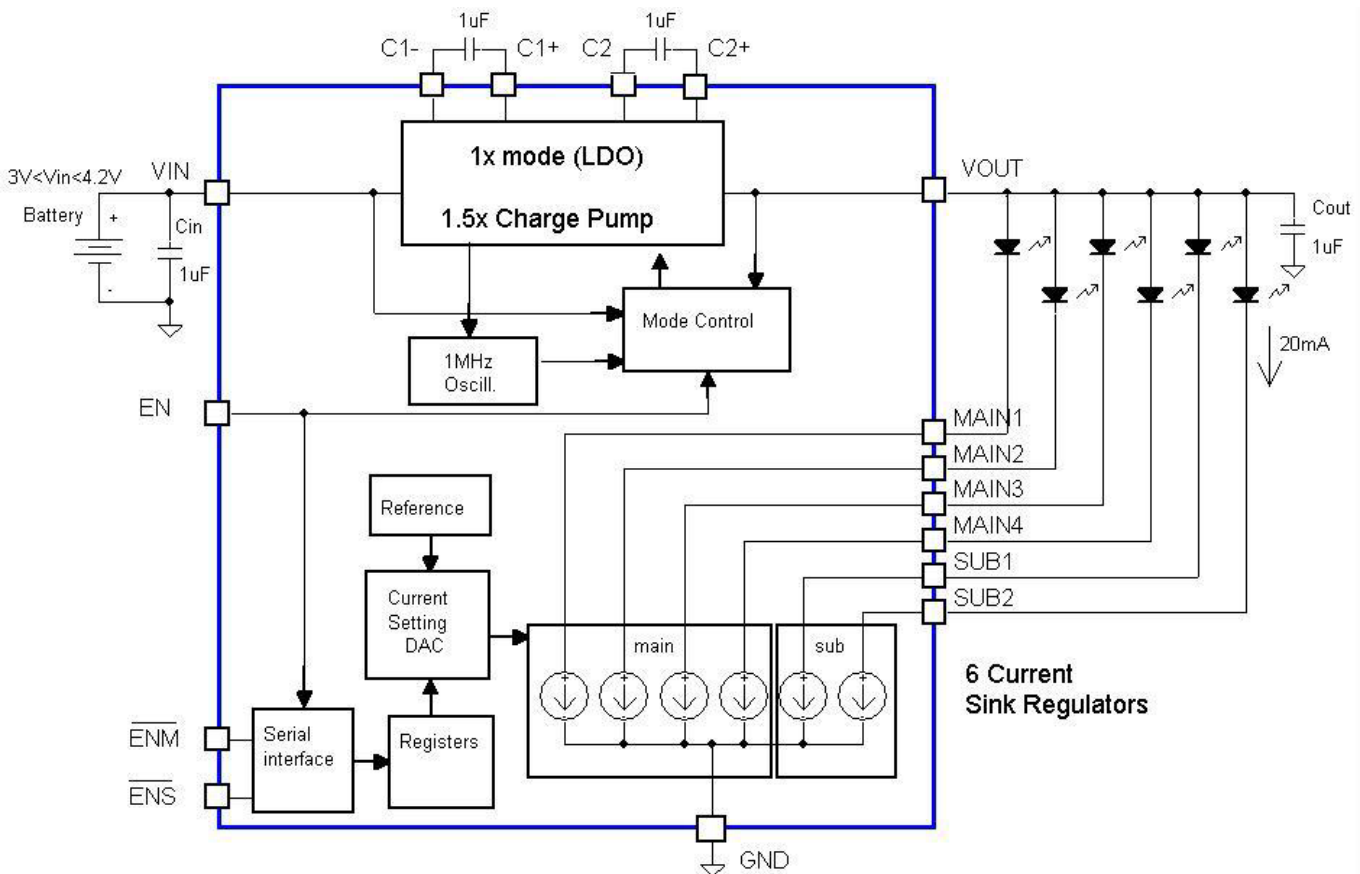 1uF
1uF
C1-
C1+
C2
C2+
1x mode (LDO)
1.5x Charge Pump
3V<Vin<4.2V
VIN
VOUT
Battery
+
Cin
1uF
-
Cout
1uF
Mode Control
1MHz
Oscill.
20mA
EN
MAIN1
MAIN2
MAIN3
MAIN4
SUB1
SUB2
Reference
Current
Setting
DAC
main
sub
+
+
+
+
+
+
6 Current
Sink Regulators
ENM
ENS
Serial
interface
Registers
GND